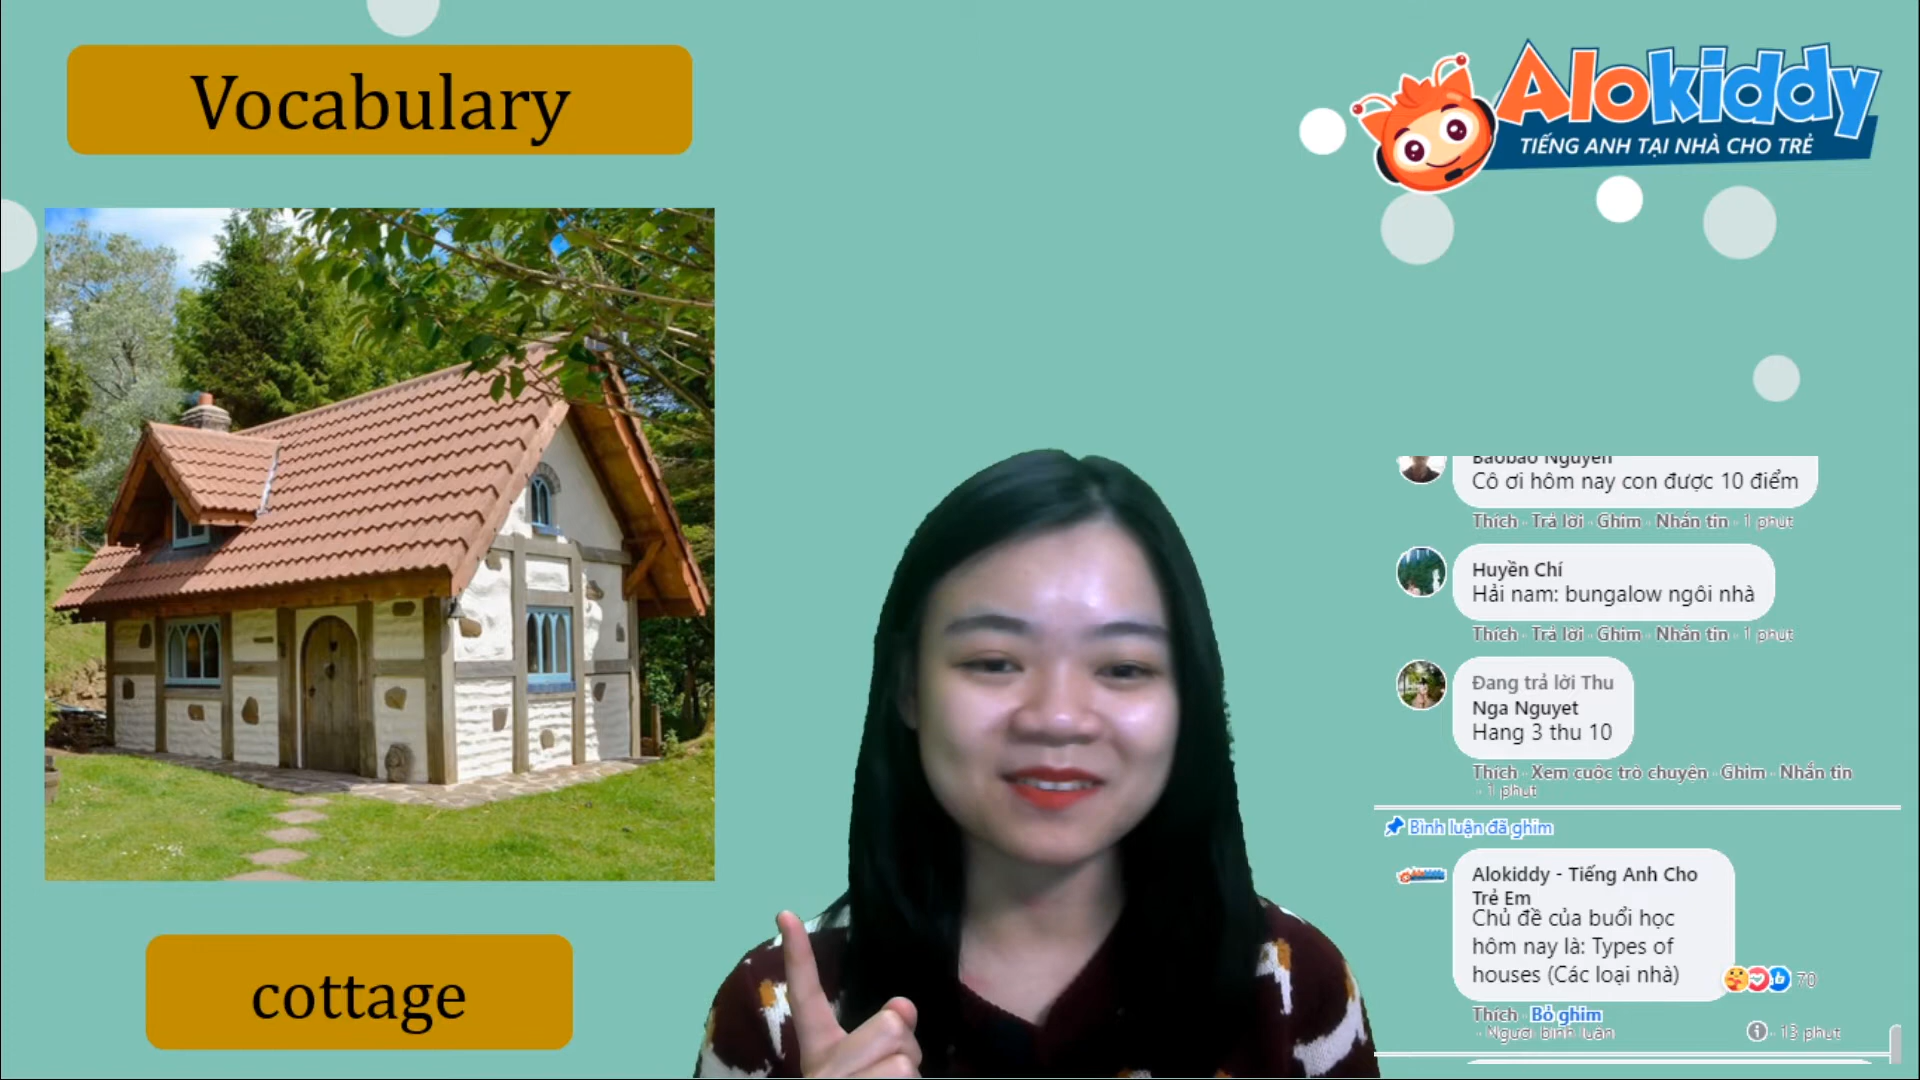 Vocabulary
Alokiddy
TIẾNG ANH TẠI NHÀ CHO TRẺ
Baobao Nguyen
Cô ơi hôm nay con được 10 điểm
Thích · Trả lời · Ghim · Nhắn tin · 1 phút
Huyền Chí
Hải nam: bungalow ngôi nhà
Thích · Trả lời · Ghim · Nhắn tin · 1 phút
Đang trả lời Thu
Nga Nguyet
Hang 3 thu 10
Thích · Xem cuộc trò chuyện · Ghim · Nhắn tin
· 1 phút
Bình luận đã ghim
Alokiddy - Tiếng Anh Cho
Trẻ Em
Chủ đề của buổi học
hôm nay là: Types of
houses (Các loại nhà)
70
Thích · Bỏ ghim
· Người bình luận · 13 phút
cottage